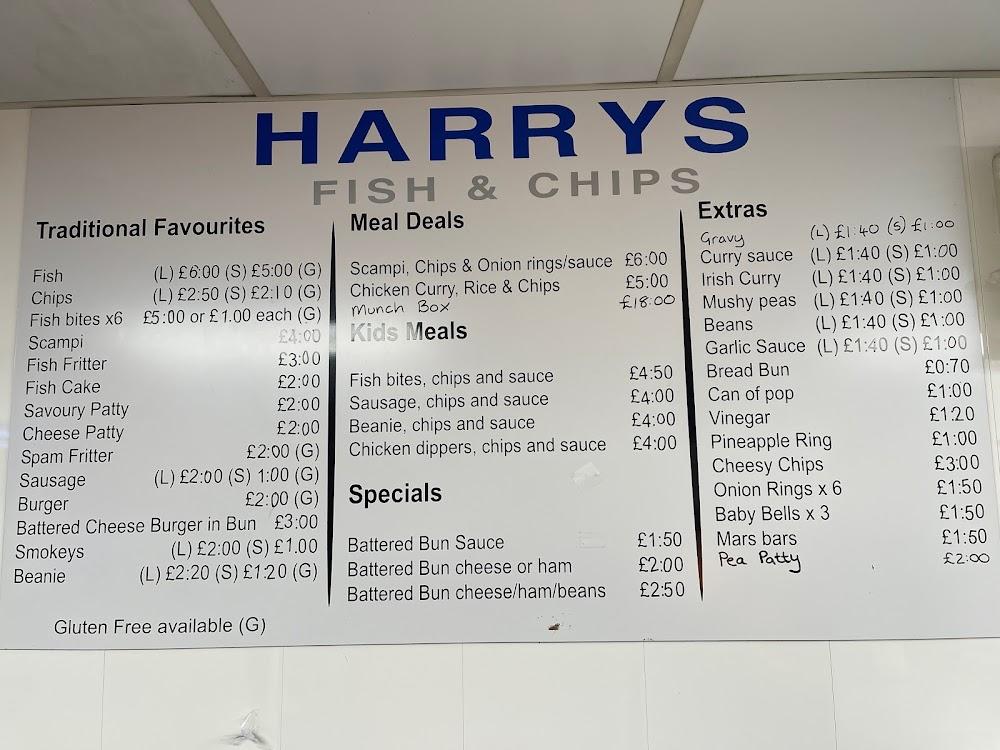 HARRYS
FISH & CHIPS
Traditional Favourites
Fish (L) £6:00 (S) £5:00 (G)
Chips (L) £2:50 (S) £2:10 (G)
Fish bites x6 £5:00 or £1.00 each (G)
Scampi £4:00
Fish Fritter £3:00
Fish Cake £2:00
Savoury Patty £2:00
Cheese Patty £2:00
Spam Fritter £2:00 (G)
Sausage (L) £2:00 (S) 1:00 (G)
Burger £2:00 (G)
Battered Cheese Burger in Bun £3:00
Smokeys (L) £2:00 (S) £1.00
Beanie (L) £2:20 (S) £1:20 (G)
Gluten Free available (G)
Meal Deals
Scampi, Chips & Onion rings/sauce £6:00
Chicken Curry, Rice & Chips £5:00
Munch Box £18:00
Kids Meals
Fish bites, chips and sauce £4:50
Sausage, chips and sauce £4:00
Beanie, chips and sauce £4:00
Chicken dippers, chips and sauce £4:00
Specials
Battered Bun Sauce £1:50
Battered Bun cheese or ham £2:00
Battered Bun cheese/ham/beans £2:50
Extras
Gravy (L) £1:40 (S) £1:00
Curry sauce (L) £1:40 (S) £1:00
Irish Curry (L) £1:40 (S) £1:00
Mushy peas (L) £1:40 (S) £1:00
Beans (L) £1:40 (S) £1:00
Garlic Sauce (L) £1:40 (S) £1:00
Bread Bun £0:70
Can of pop £1:00
Vinegar £1:20
Pineapple Ring £1:00
Cheesy Chips £3:00
Onion Rings x 6 £1:50
Baby Bells x 3 £1:50
Mars bars £1:50
Pea Patty £2:00